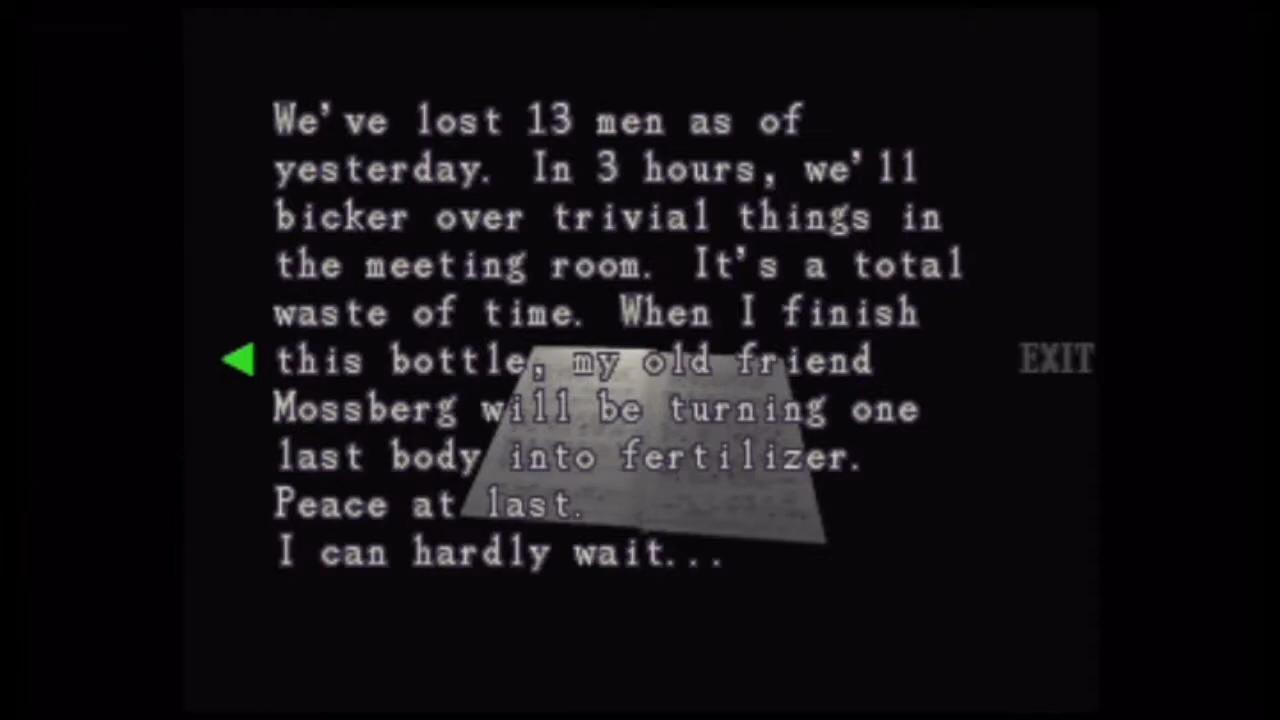 We've lost 13 men as of
yesterday. In 3 hours, we'll
bicker over trivial things in
the meeting room. It's a total
waste of time. When I finish
this bottle, my old friend
Mossberg will be turning one
last body into fertilizer.
Peace at last.
I can hardly wait...
EXIT